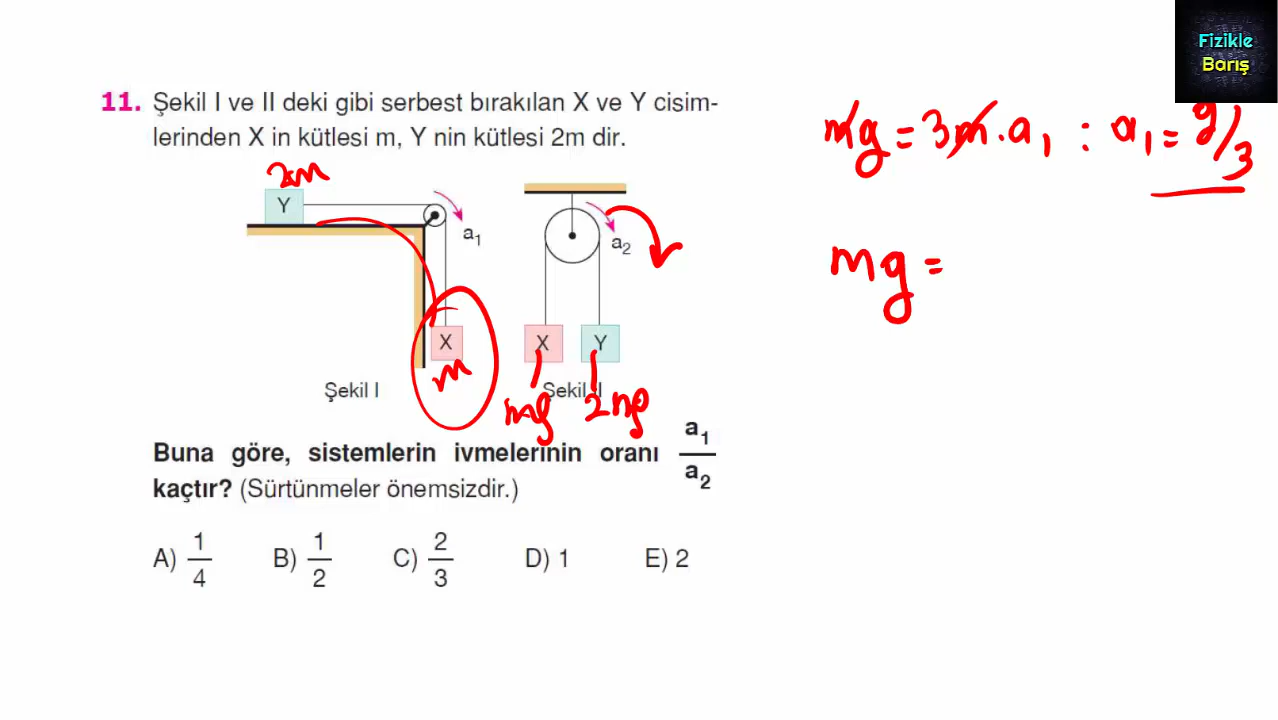 Fizikle
Barış
11. Şekil I ve II deki gibi serbest bırakılan X ve Y cisim-
lerinden X in kütlesi m, Y nin kütlesi 2m dir.
mg = 3m.a₁ : a₁ = g/3
mg =
2m
Y
a₁
X
m
Şekil I
a₂
X
Y
mg
2mg
Şekil II
Buna göre, sistemlerin ivmelerinin oranı a₁/a₂
kaçtır? (Sürtünmeler önemsizdir.)
A) 1/4 B) 1/2 C) 2/3 D) 1 E) 2